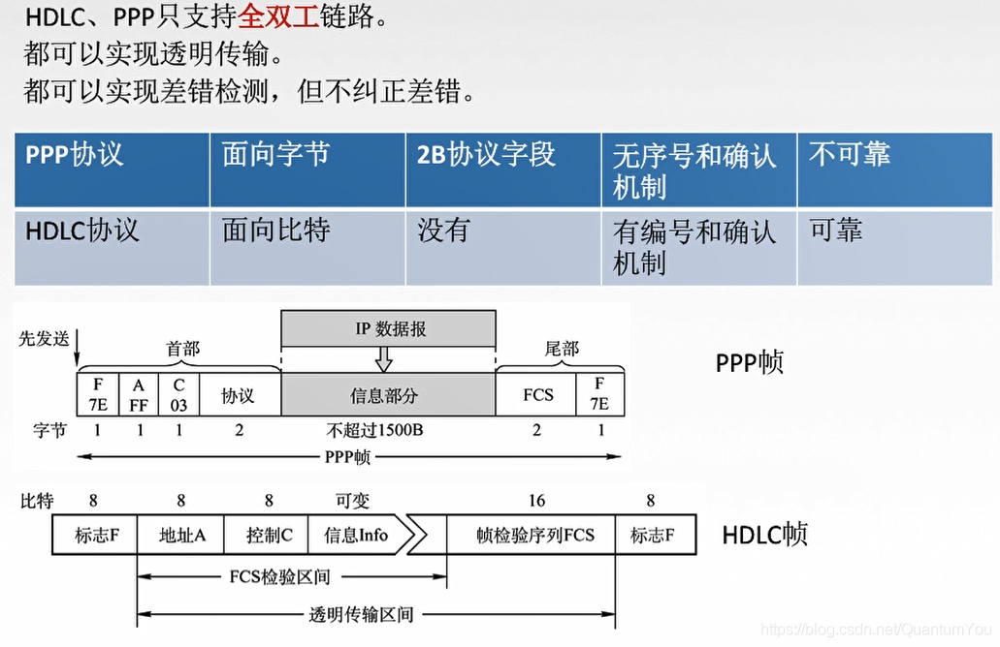 HDLC、PPP只支持全双工链路。
都可以实现透明传输。
都可以实现差错检测，但不纠正差错。
PPP协议 面向字节 2B协议字段 无序号和确认机制 不可靠
HDLC协议 面向比特 没有 有编号和确认机制 可靠
IP 数据报
先发送 首部 尾部
F 7E A FF C 03 协议 信息部分 FCS F 7E
PPP帧
字节 1 1 1 2 不超过1500B 2 1
PPP帧
比特 8 8 8 可变 16 8
标志F 地址A 控制C 信息Info 帧检验序列FCS 标志F
HDLC帧
FCS检验区间
透明传输区间
https://blog.csdn.net/QuantumYou